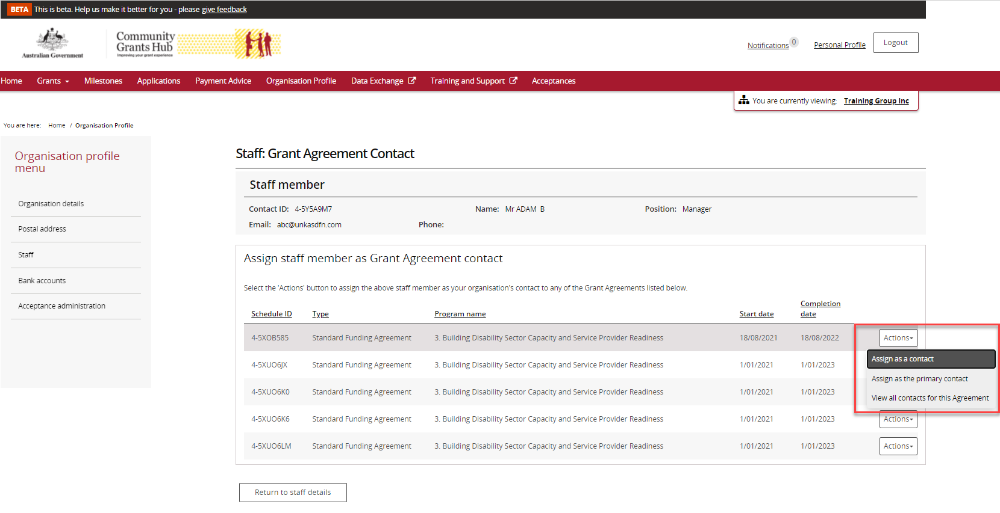 BETA This is beta. Help us make it better for you - please give feedback
Australian Government
Community
Grants Hub
Improving your grant experience
Notifications 0
Personal Profile
Logout
Home Grants Milestones Applications Payment Advice Organisation Profile Data Exchange Training and Support Acceptances
You are currently viewing: Training Group Inc
You are here: Home / Organisation Profile
Organisation profile
menu
Organisation details
Postal address
Staff
Bank accounts
Acceptance administration
Staff: Grant Agreement Contact
Staff member
Contact ID: 4-5Y5A9M7 Name: Mr ADAM B Position: Manager
Email: abc@unkasdfn.com Phone:
Assign staff member as Grant Agreement contact
Select the 'Actions' button to assign the above staff member as your organisation's contact to any of the Grant Agreements listed below.
Schedule ID Type Program name Start date Completion
date
4-5XOB585 Standard Funding Agreement 3. Building Disability Sector Capacity and Service Provider Readiness 18/08/2021 18/08/2022 Actions
Assign as a contact
Assign as the primary contact
View all contacts for this Agreement
4-5XUO6JX Standard Funding Agreement 3. Building Disability Sector Capacity and Service Provider Readiness 1/01/2021 1/01/2023
4-5XUO6K0 Standard Funding Agreement 3. Building Disability Sector Capacity and Service Provider Readiness 1/01/2021 1/01/2023
4-5XUO6K6 Standard Funding Agreement 3. Building Disability Sector Capacity and Service Provider Readiness 1/01/2021 1/01/2023 Actions
4-5XUO6LM Standard Funding Agreement 3. Building Disability Sector Capacity and Service Provider Readiness 1/01/2021 1/01/2023 Actions
Return to staff details